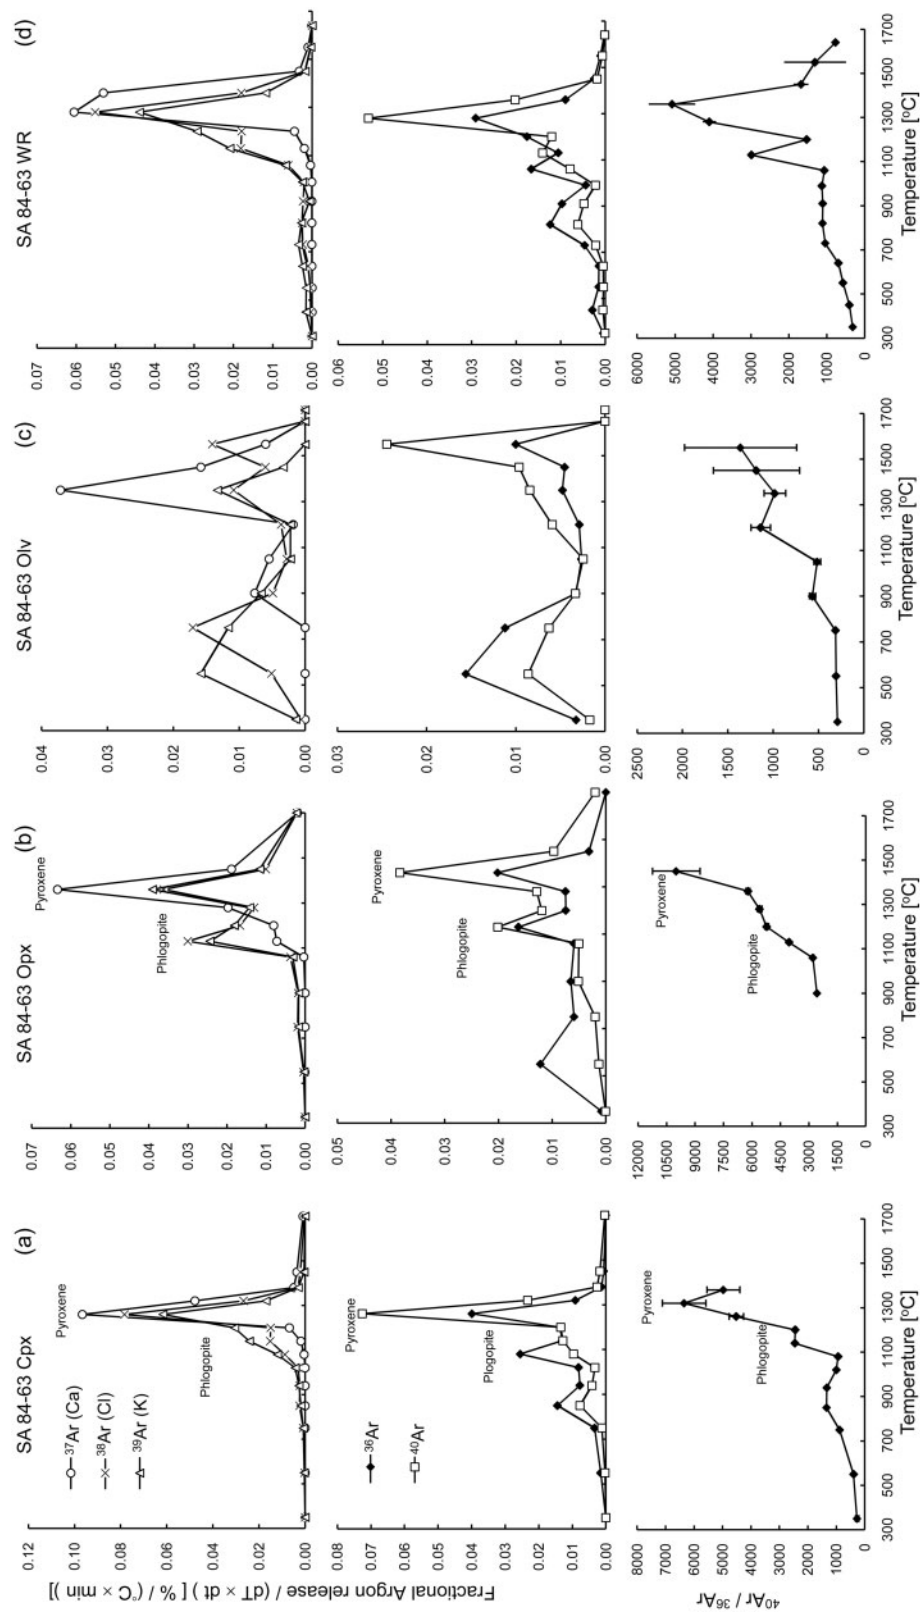 SA 84-63 Cpx (a)
0.12
0.10
0.08
0.06
0.04
0.02
0.00
Pyroxene
Phlogopite
37Ar (Ca)
38Ar (Cl)
39Ar (K)
SA 84-63 Opx (b)
0.07
0.06
0.05
0.04
0.03
0.02
0.01
0.00
Pyroxene
Phlogopite
SA 84-63 Olv (c)
0.04
0.03
0.02
0.01
0.00
SA 84-63 WR (d)
0.07
0.06
0.05
0.04
0.03
0.02
0.01
0.00
Fractional Argon release / (dT × dt) [ % / (°C × min )]
0.08
0.07
0.06
0.05
0.04
0.03
0.02
0.01
0.00
36Ar
40Ar
Pyroxene
Plogopite
0.05
0.04
0.03
0.02
0.01
0.00
Pyroxene
Phlogopite
0.03
0.02
0.01
0.00
0.06
0.05
0.04
0.03
0.02
0.01
0.00
40Ar / 36Ar
8000
6000
4000
2000
0
Pyroxene
Phlogopite
300 500 700 900 1100 1300 1500 1700
Temperature [°C]
12000
10500
9000
7500
6000
4500
3000
1500
Pyroxene
Phlogopite
300 500 700 900 1100 1300 1500 1700
Temperature [°C]
2500
2000
1500
1000
500
0
300 500 700 900 1100 1300 1500 1700
Temperature [°C]
6000
5000
4000
3000
2000
1000
0
300 500 700 900 1100 1300 1500 1700
Temperature [°C]